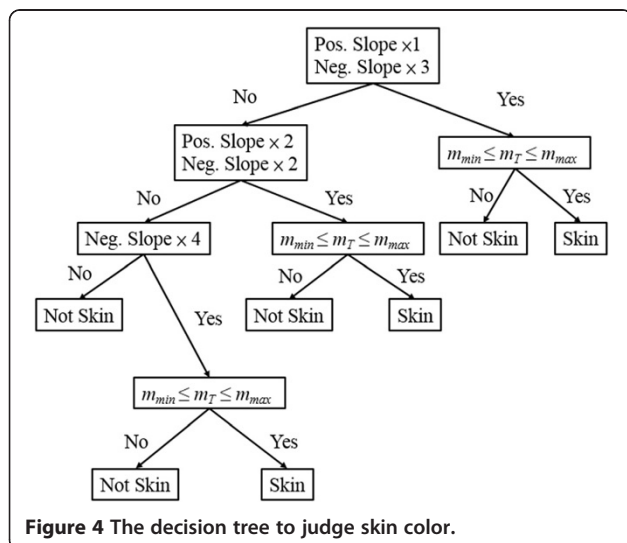 Pos. Slope ×1
Neg. Slope × 3
No
Yes
Pos. Slope × 2
Neg. Slope × 2
m_min ≤ m_T ≤ m_max
No
Yes
No
Yes
Neg. Slope × 4
m_min ≤ m_T ≤ m_max
Not Skin
Skin
No
Yes
No
Yes
Not Skin
Not Skin
Skin
m_min ≤ m_T ≤ m_max
No
Yes
Not Skin
Skin
Figure 4 The decision tree to judge skin color.